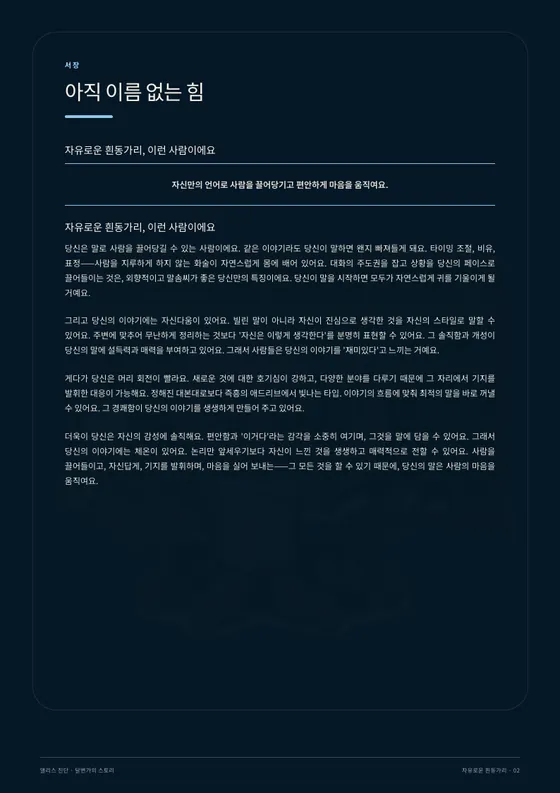 서장
아직 이름 없는 힘
자유로운 흰동가리, 이런 사람이에요
자신만의 언어로 사람을 끌어당기고 편안하게 마음을 움직여요.
자유로운 흰동가리, 이런 사람이에요
당신은 말로 사람을 끌어당길 수 있는 사람이에요. 같은 이야기라도 당신이 말하면 왠지 빠져들게 돼요. 타이밍 조절, 비유,
표정——사람을 지루하게 하지 않는 화술이 자연스럽게 몸에 배어 있어요. 대화의 주도권을 잡고 상황을 당신의 페이스로
끌어들이는 것은, 외향적이고 말솜씨가 좋은 당신만의 특징이에요. 당신이 말을 시작하면 모두가 자연스럽게 귀를 기울이게 될
거예요.
그리고 당신의 이야기에는 자신다움이 있어요. 빌린 말이 아니라 자신이 진심으로 생각한 것을 자신의 스타일로 말할 수
있어요. 주변에 맞추어 무난하게 정리하는 것보다 '자신은 이렇게 생각한다'를 분명히 표현할 수 있어요. 그 솔직함과 개성이
당신의 말에 설득력과 매력을 부여하고 있어요. 그래서 사람들은 당신의 이야기를 '재미있다'고 느끼는 거예요.
게다가 당신은 머리 회전이 빨라요. 새로운 것에 대한 호기심이 강하고, 다양한 분야를 다루기 때문에 그 자리에서 기지를
발휘한 대응이 가능해요. 정해진 대본대로보다 즉흥의 애드리브에서 빛나는 타입. 이야기의 흐름에 맞춰 최적의 말을 바로 꺼낼
수 있어요. 그 경쾌함이 당신의 이야기를 생생하게 만들어 주고 있어요.
더욱이 당신은 자신의 감성에 솔직해요. 편안함과 '이거다'라는 감각을 소중히 여기며, 그것을 말에 담을 수 있어요. 그래서
당신의 이야기에는 체온이 있어요. 논리만 앞세우기보다 자신이 느낀 것을 생생하고 매력적으로 전할 수 있어요. 사람을
끌어들이고, 자신답게, 기지를 발휘하며, 마음을 실어 보내는——그 모든 것을 할 수 있기 때문에, 당신의 말은 사람의 마음을
움직여요.
앨리스 진단 · 달변가의 스토리
자유로운 흰동가리 · 02